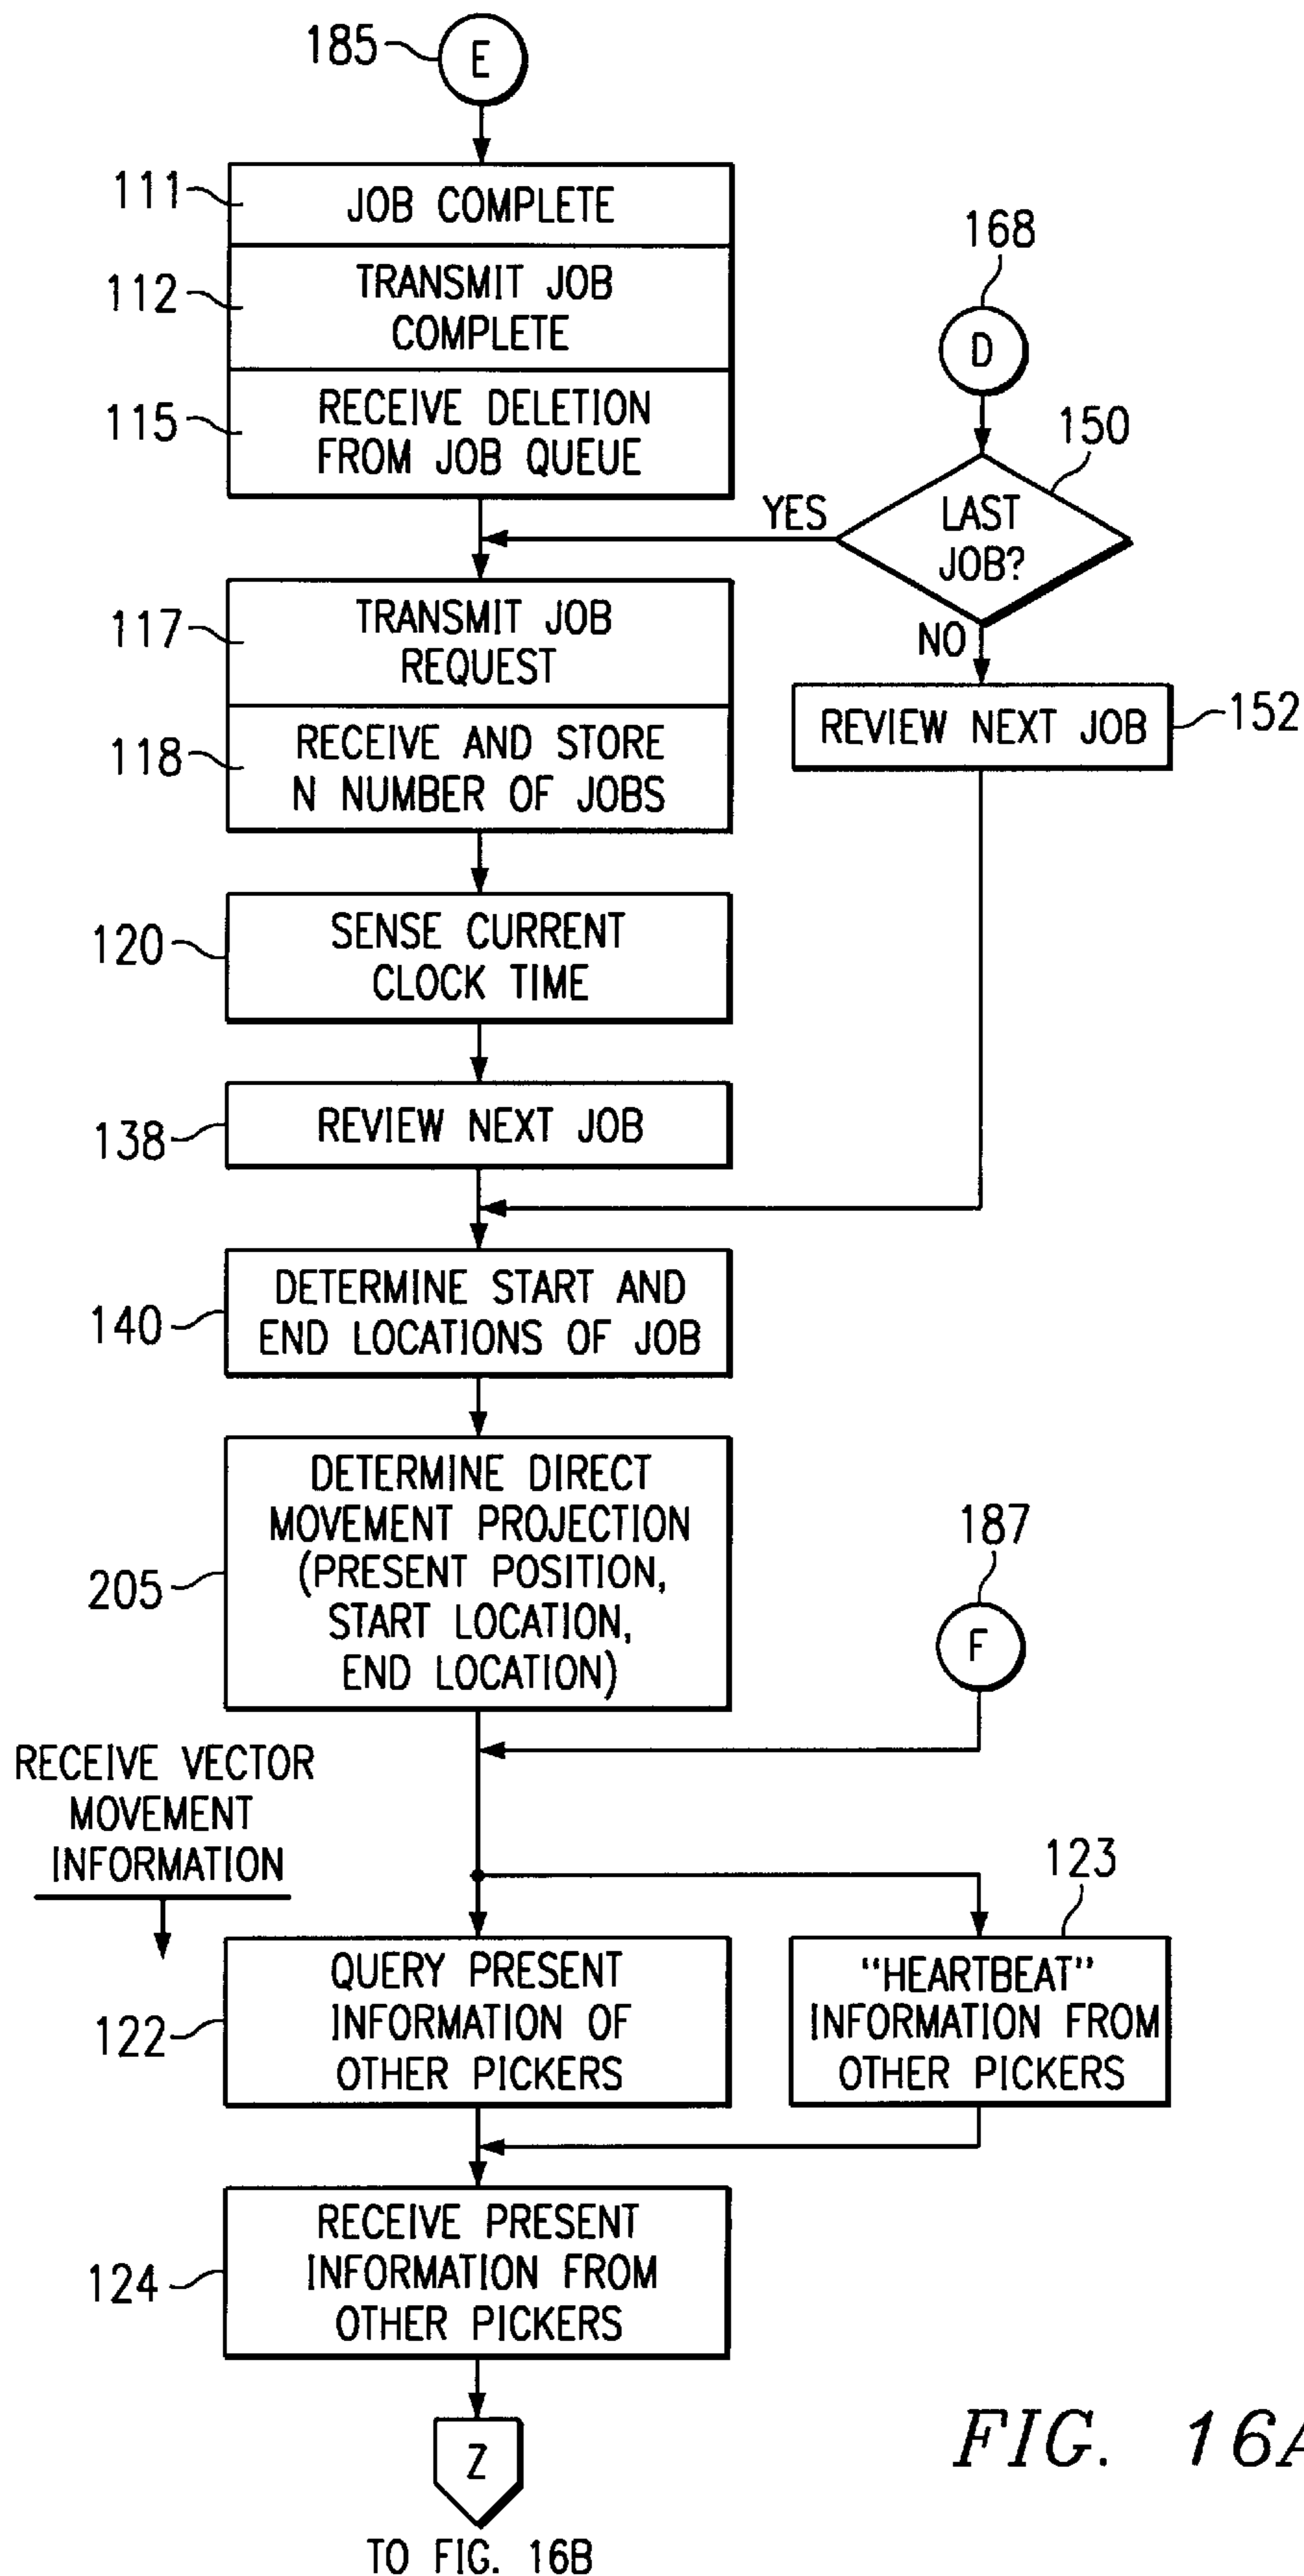 185
E
111
JOB COMPLETE
112
TRANSMIT JOB
COMPLETE
115
RECEIVE DELETION
FROM JOB QUEUE
168
D
150
YES
LAST
JOB?
NO
117
TRANSMIT JOB
REQUEST
118
RECEIVE AND STORE
N NUMBER OF JOBS
REVIEW NEXT JOB
152
120
SENSE CURRENT
CLOCK TIME
138
REVIEW NEXT JOB
140
DETERMINE START AND
END LOCATIONS OF JOB
205
DETERMINE DIRECT
MOVEMENT PROJECTION
(PRESENT POSITION,
START LOCATION,
END LOCATION)
187
F
RECEIVE VECTOR
MOVEMENT
INFORMATION
122
QUERY PRESENT
INFORMATION OF
OTHER PICKERS
123
"HEARTBEAT"
INFORMATION FROM
OTHER PICKERS
124
RECEIVE PRESENT
INFORMATION FROM
OTHER PICKERS
Z
TO FIG. 16B
FIG. 16A